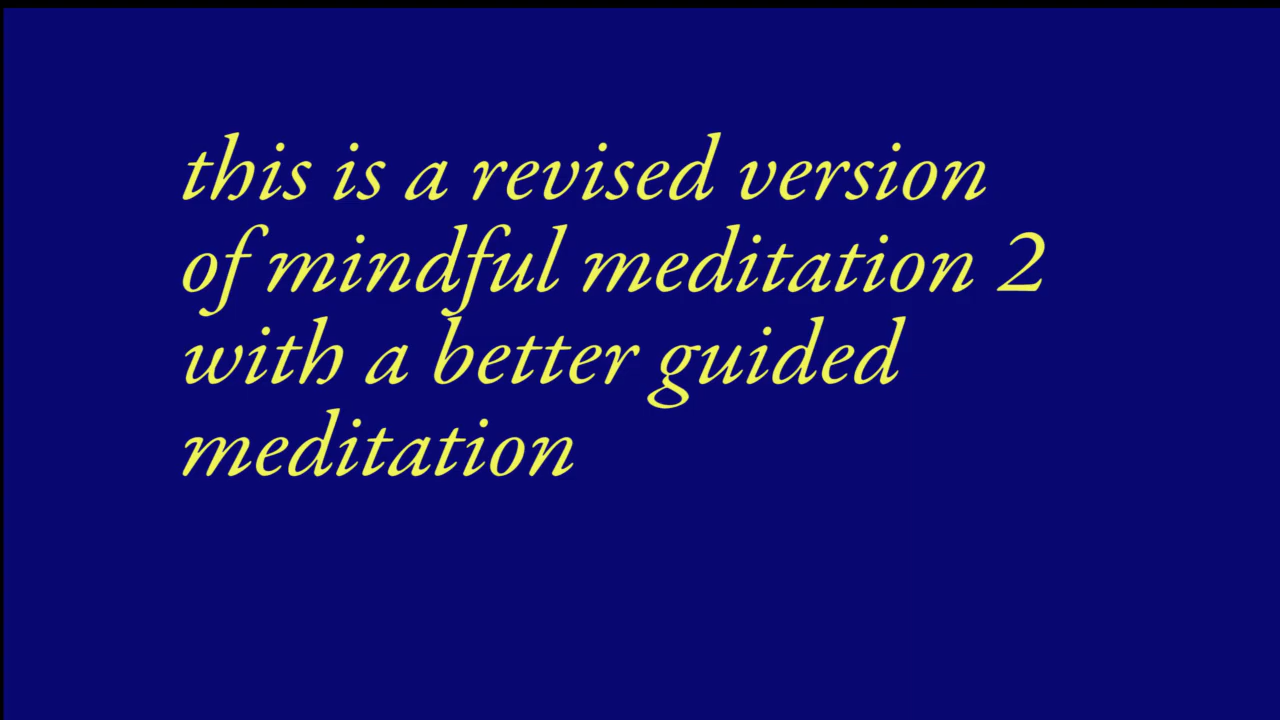 this is a revised version
of mindful meditation 2
with a better guided
meditation